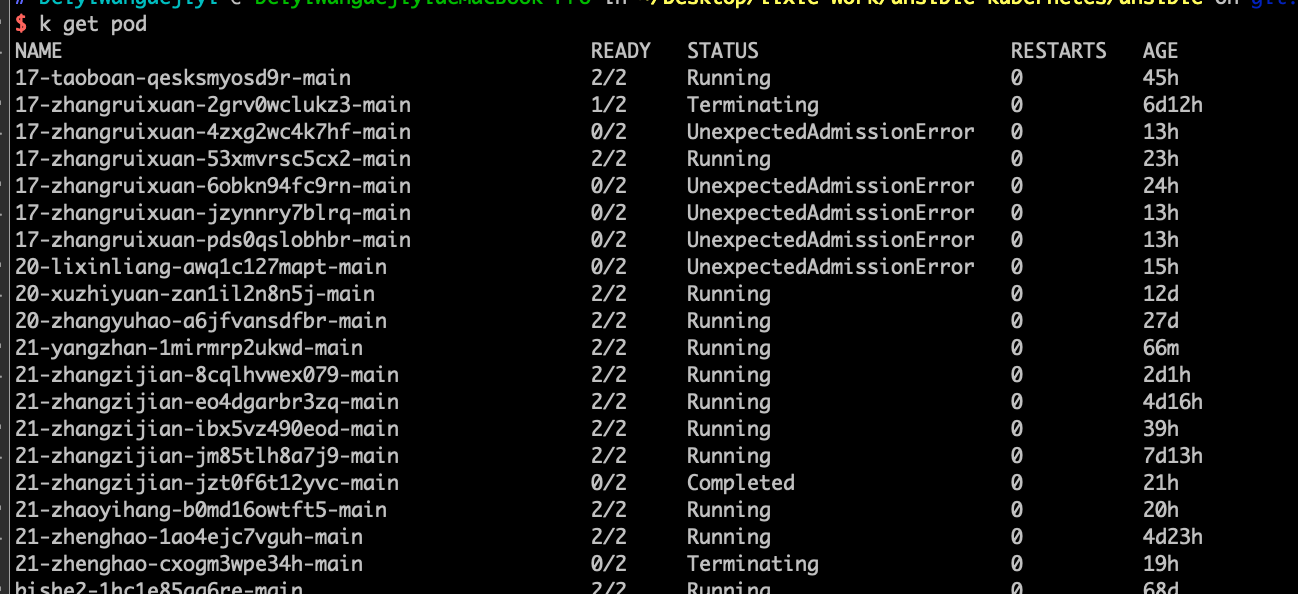 $ k get pod
NAME READY STATUS RESTARTS AGE
17-taoboan-qesksmyosd9r-main 2/2 Running 0 45h
17-zhangruixuan-2grv0wclukz3-main 1/2 Terminating 0 6d12h
17-zhangruixuan-4zxg2wc4k7hf-main 0/2 UnexpectedAdmissionError 0 13h
17-zhangruixuan-53xmvrsc5cx2-main 2/2 Running 0 23h
17-zhangruixuan-6obkn94fc9rn-main 0/2 UnexpectedAdmissionError 0 24h
17-zhangruixuan-jzynnry7blrq-main 0/2 UnexpectedAdmissionError 0 13h
17-zhangruixuan-pds0qslobhbr-main 0/2 UnexpectedAdmissionError 0 13h
20-lixinliang-awq1c127mapt-main 0/2 UnexpectedAdmissionError 0 15h
20-xuzhiyuan-zan1il2n8n5j-main 2/2 Running 0 12d
20-zhangyuhao-a6jfvansdfbr-main 2/2 Running 0 27d
21-yangzhan-1mirmrp2ukwd-main 2/2 Running 0 66m
21-zhangzijian-8cqlhvwex079-main 2/2 Running 0 2d1h
21-zhangzijian-eo4dgarbr3zq-main 2/2 Running 0 4d16h
21-zhangzijian-ibx5vz490eod-main 2/2 Running 0 39h
21-zhangzijian-jm85tlh8a7j9-main 2/2 Running 0 7d13h
21-zhangzijian-jzt0f6t12yvc-main 0/2 Completed 0 21h
21-zhaoyihang-b0md16owtft5-main 2/2 Running 0 20h
21-zhenghao-1ao4ejc7vguh-main 2/2 Running 0 4d23h
21-zhenghao-cxogm3wpe34h-main 0/2 Terminating 0 19h
2/2 Running 0 68d